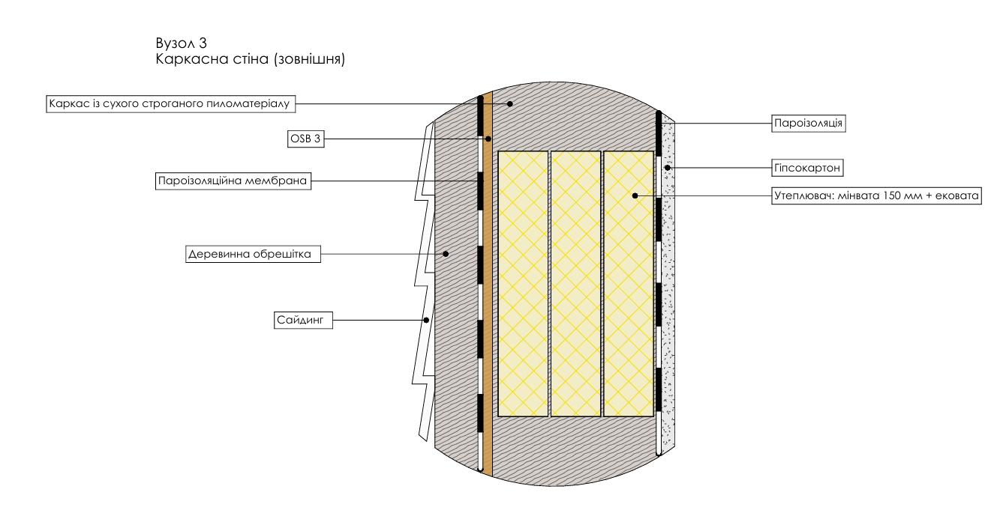 Вузол 3
Каркасна стіна (зовнішня)
Каркас із сухого строганого пиломатеріалу
Пароізоляція
OSB 3
Гіпсокартон
Пароізоляційна мембрана
Утеплювач: мінвата 150 мм + ековата
Деревинна обрешітка
Сайдинг